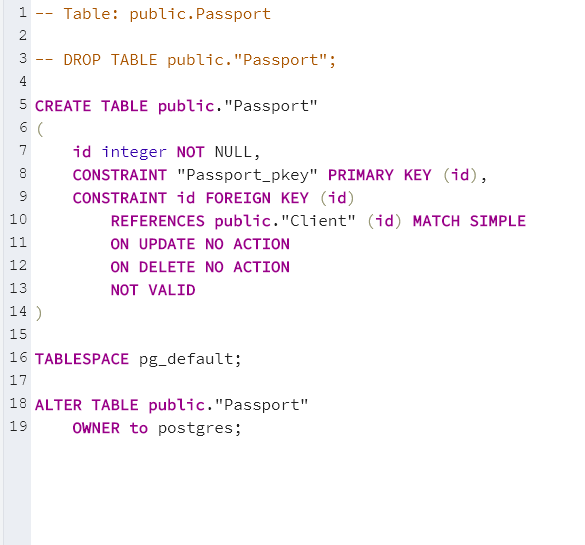 1 -- Table: public.Passport
2
3 -- DROP TABLE public."Passport";
4
5 CREATE TABLE public."Passport"
6 (
7     id integer NOT NULL,
8     CONSTRAINT "Passport_pkey" PRIMARY KEY (id),
9     CONSTRAINT id FOREIGN KEY (id)
10         REFERENCES public."Client" (id) MATCH SIMPLE
11         ON UPDATE NO ACTION
12         ON DELETE NO ACTION
13         NOT VALID
14 )
15
16 TABLESPACE pg_default;
17
18 ALTER TABLE public."Passport"
19     OWNER to postgres;